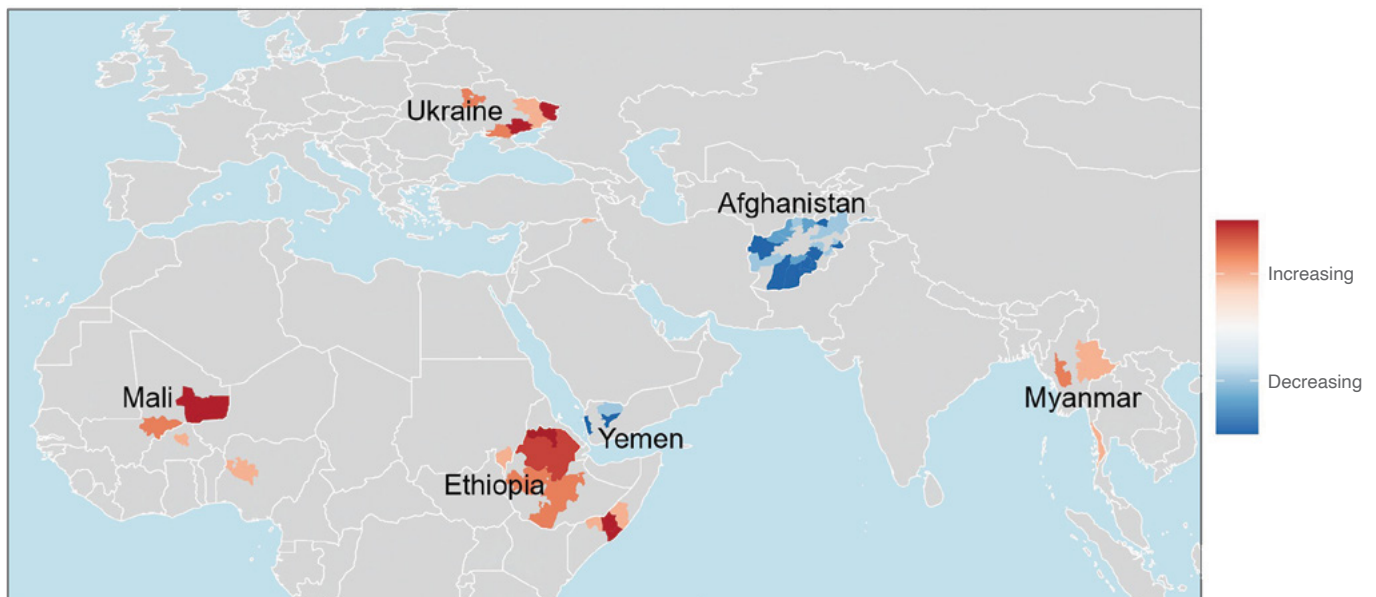 Ukraine
Afghanistan
Increasing
Decreasing
Mali
Myanmar
Yemen
Ethiopia